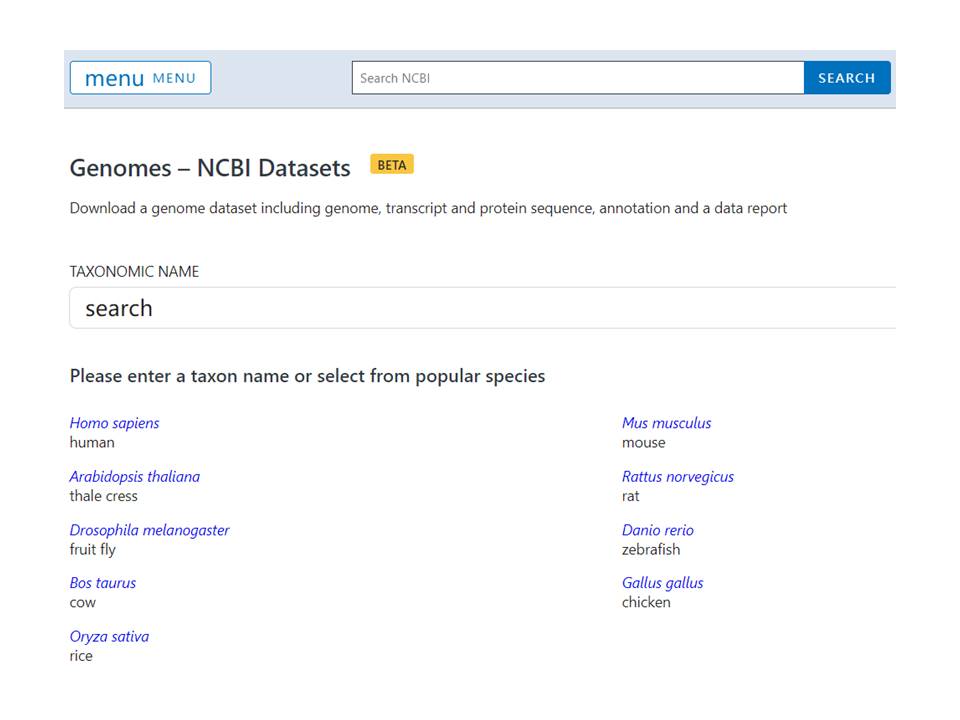 menu MENU
Search NCBI
SEARCH
Genomes – NCBI Datasets BETA
Download a genome dataset including genome, transcript and protein sequence, annotation and a data report
TAXONOMIC NAME
search
Please enter a taxon name or select from popular species
Homo sapiens
human
Mus musculus
mouse
Arabidopsis thaliana
thale cress
Rattus norvegicus
rat
Drosophila melanogaster
fruit fly
Danio rerio
zebrafish
Bos taurus
cow
Gallus gallus
chicken
Oryza sativa
rice